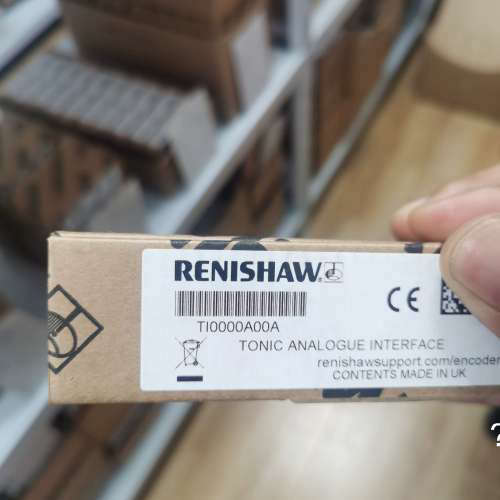 RENISHAW
TI0000A00A
CE
TONIC ANALOGUE INTERFACE
renishawsupport.com/encoder
CONTENTS MADE IN UK
?